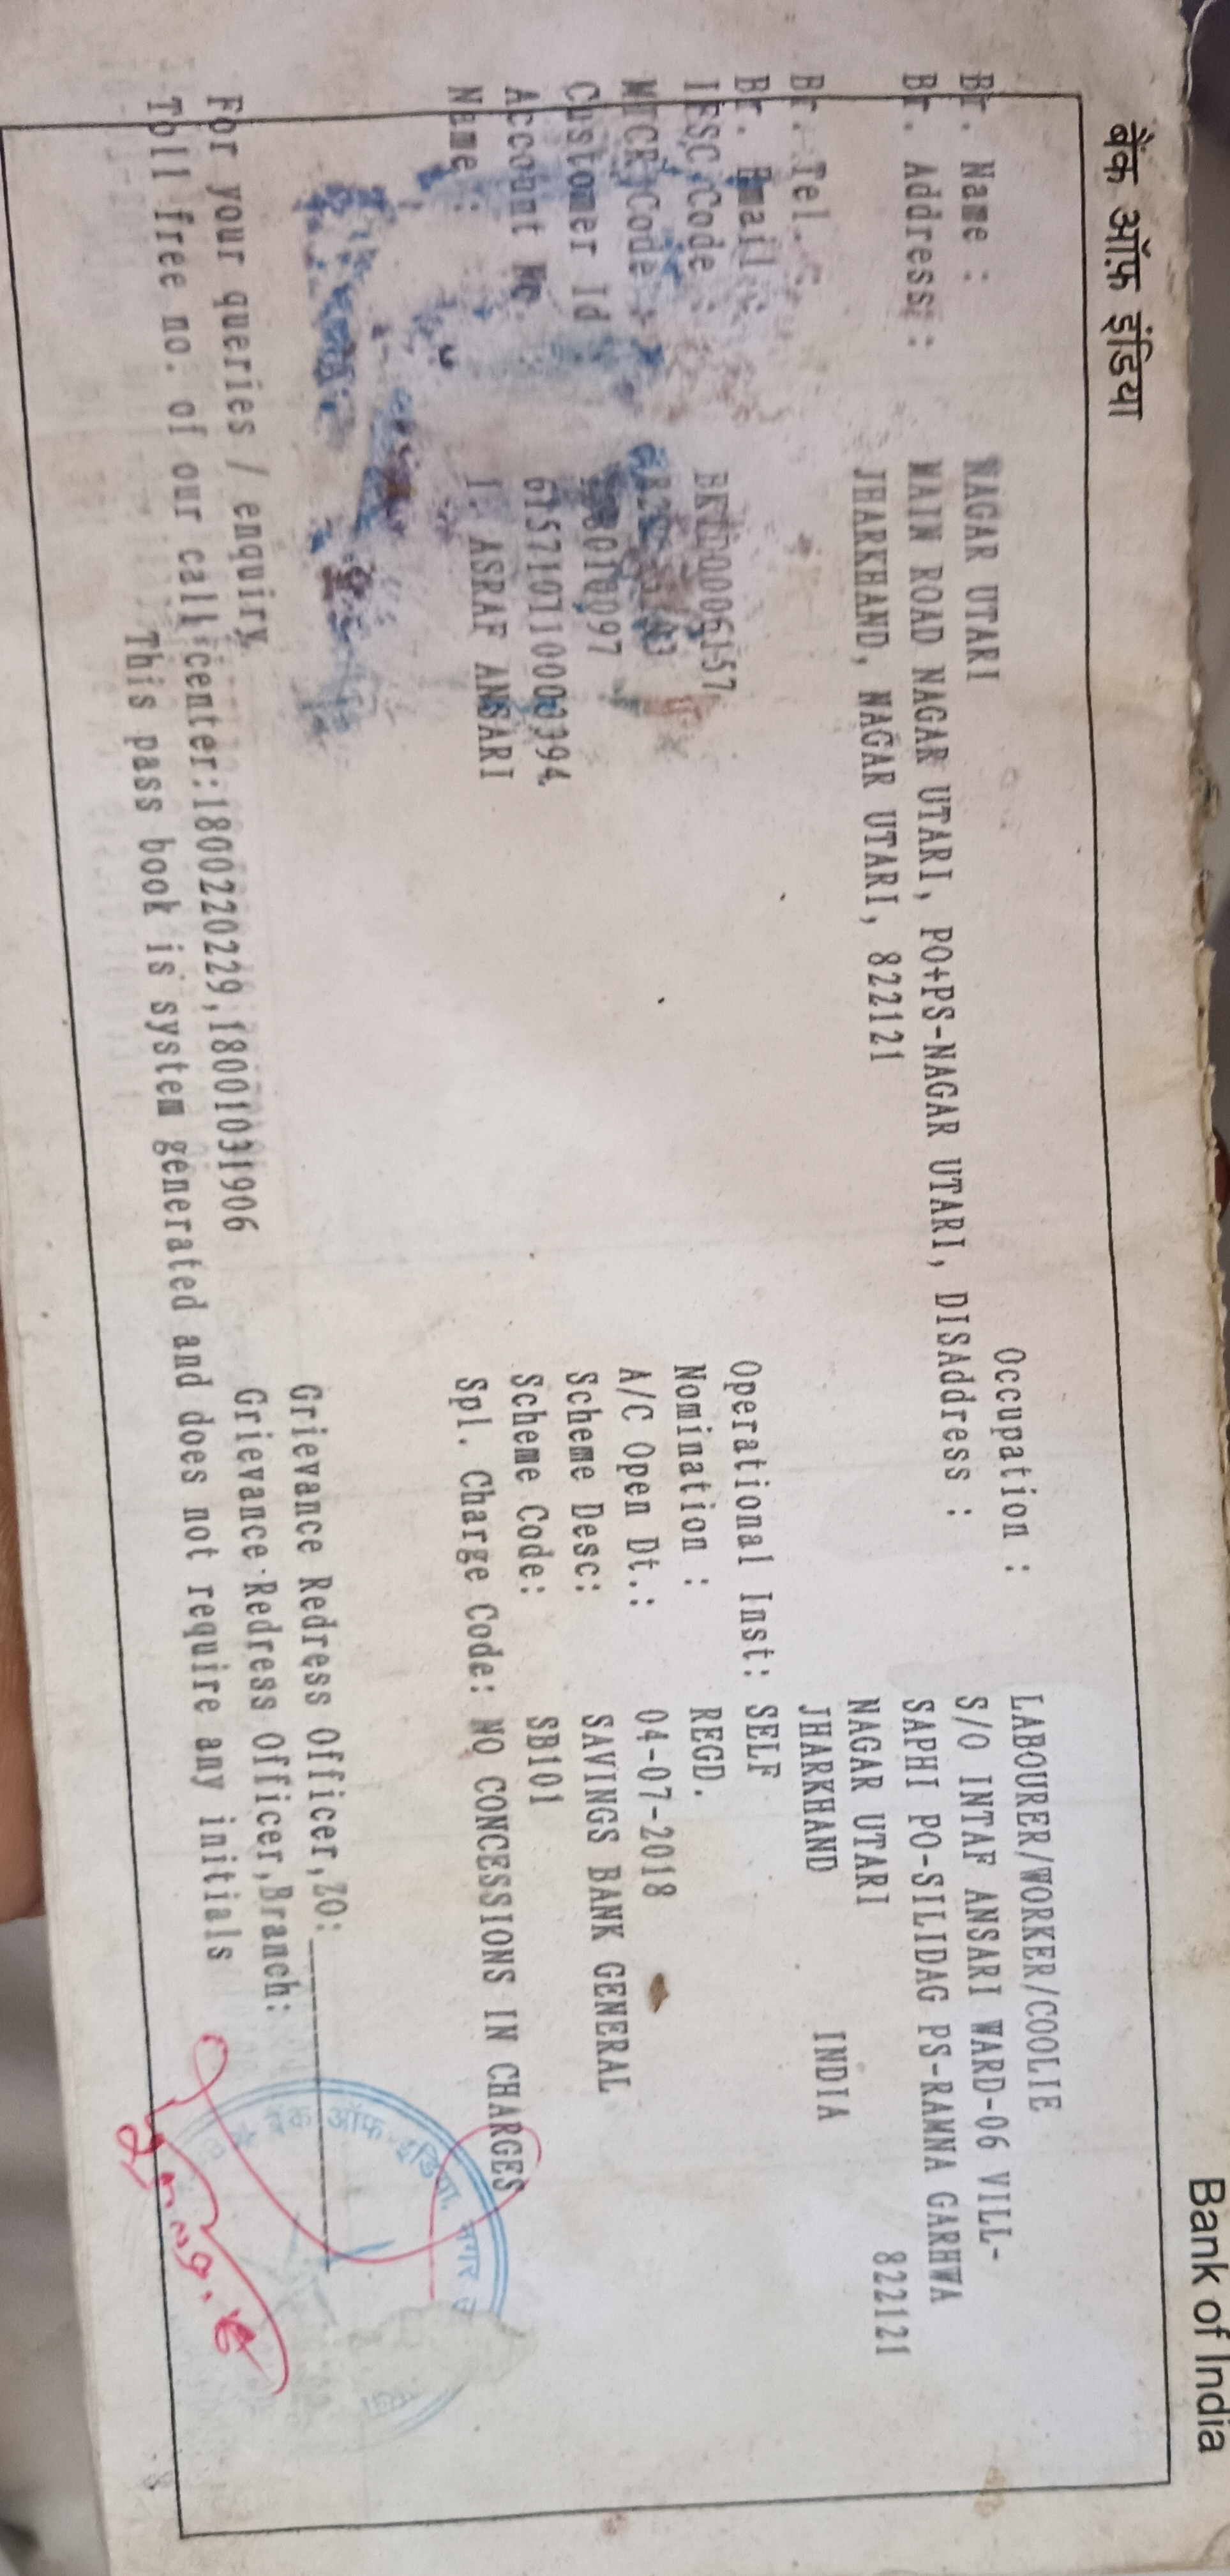 बैंक ऑफ़ इंडिया
Bank of India
Br. Name : NAGAR UTARI
Occupation : LABOURER/WORKER/COOLIE
Br. Address : MAIN ROAD NAGAR UTARI, PO+PS-NAGAR UTARI, DISAddress : S/O INTAF ANSARI WARD-06 VILL-
JHARKHAND, NAGAR UTARI, 822121
SAPHI PO-SILIDAG PS-RAMNA GARHWA
NAGAR UTARI 822121
Br. Tel.
JHARKHAND INDIA
Br. Email :
Operational Inst: SELF
IFSC Code :
Nomination : REGD.
MICR Code :
A/C Open Dt.: 04-07-2018
Customer Id
Scheme Desc: SAVINGS BANK GENERAL
Account No.
Scheme Code: SB101
Name : ASRAF ANSARI
Spl. Charge Code: NO CONCESSIONS IN CHARGES
Grievance Redress Officer,ZO:
For your queries / enquiry
Grievance Redress Officer,Branch:
Toll free no. of our call center:18002220229,18001031906
This pass book is system generated and does not require any initials
बैंक ऑफ इंडिया, नगर